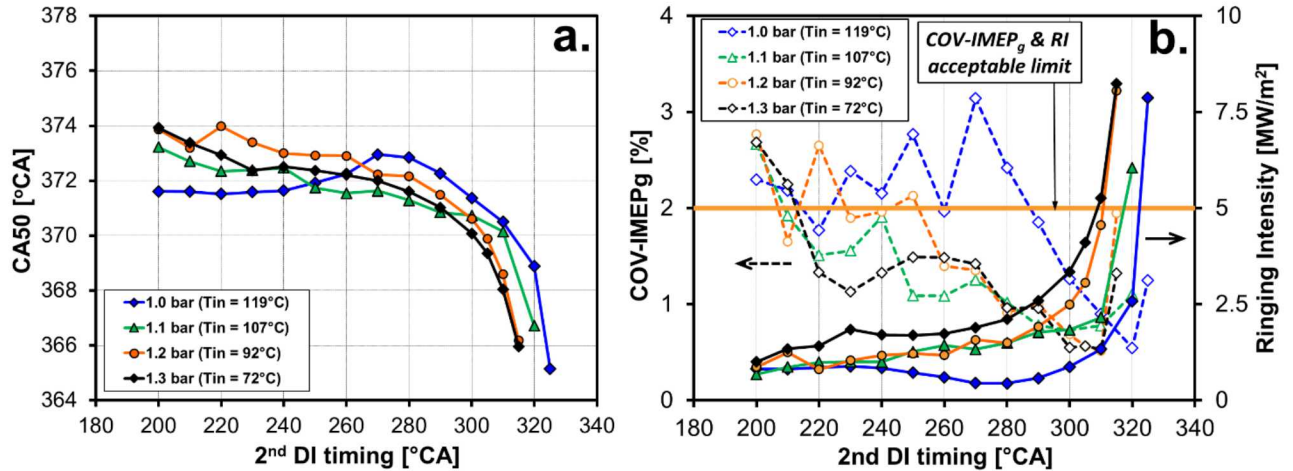 378
376
374
372
370
368
366
364
CA50 [°CA]
a.
1.0 bar (Tin = 119°C)
1.1 bar (Tin = 107°C)
1.2 bar (Tin = 92°C)
1.3 bar (Tin = 72°C)
180 200 220 240 260 280 300 320 340
2nd DI timing [°CA]
4
3
2
1
0
COV-IMEPg [%]
1.0 bar (Tin = 119°C)
1.1 bar (Tin = 107°C)
1.2 bar (Tin = 92°C)
1.3 bar (Tin = 72°C)
COV-IMEPg & RI
acceptable limit
b.
10
7.5
5
2.5
0
Ringing Intensity [MW/m²]
180 200 220 240 260 280 300 320 340
2nd DI timing [°CA]